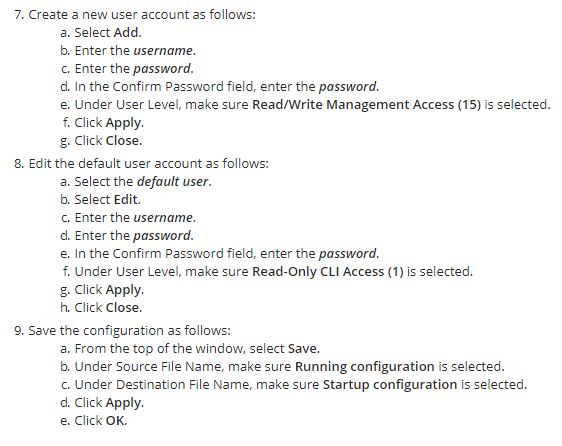 7. Create a new user account as follows:
a. Select Add.
b. Enter the username.
c. Enter the password.
d. In the Confirm Password field, enter the password.
e. Under User Level, make sure Read/Write Management Access (15) is selected.
f. Click Apply.
g. Click Close.
8. Edit the default user account as follows:
a. Select the default user.
b. Select Edit.
c. Enter the username.
d. Enter the password.
e. In the Confirm Password field, enter the password.
f. Under User Level, make sure Read-Only CLI Access (1) is selected.
g. Click Apply.
h. Click Close.
9. Save the configuration as follows:
a. From the top of the window, select Save.
b. Under Source File Name, make sure Running configuration is selected.
c. Under Destination File Name, make sure Startup configuration is selected.
d. Click Apply.
e. Click OK.